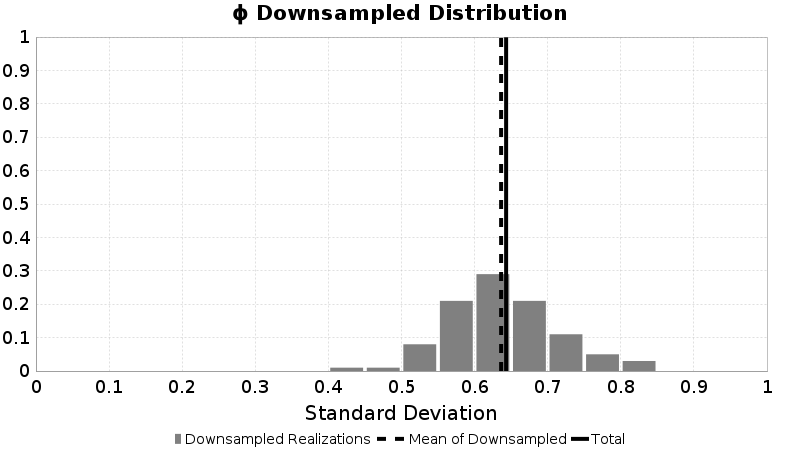 ϕ Downsampled Distribution
1
0.9
0.8
0.7
0.6
0.5
0.4
0.3
0.2
0.1
0
0 0.1 0.2 0.3 0.4 0.5 0.6 0.7 0.8 0.9 1
Standard Deviation
Downsampled Realizations Mean of Downsampled Total